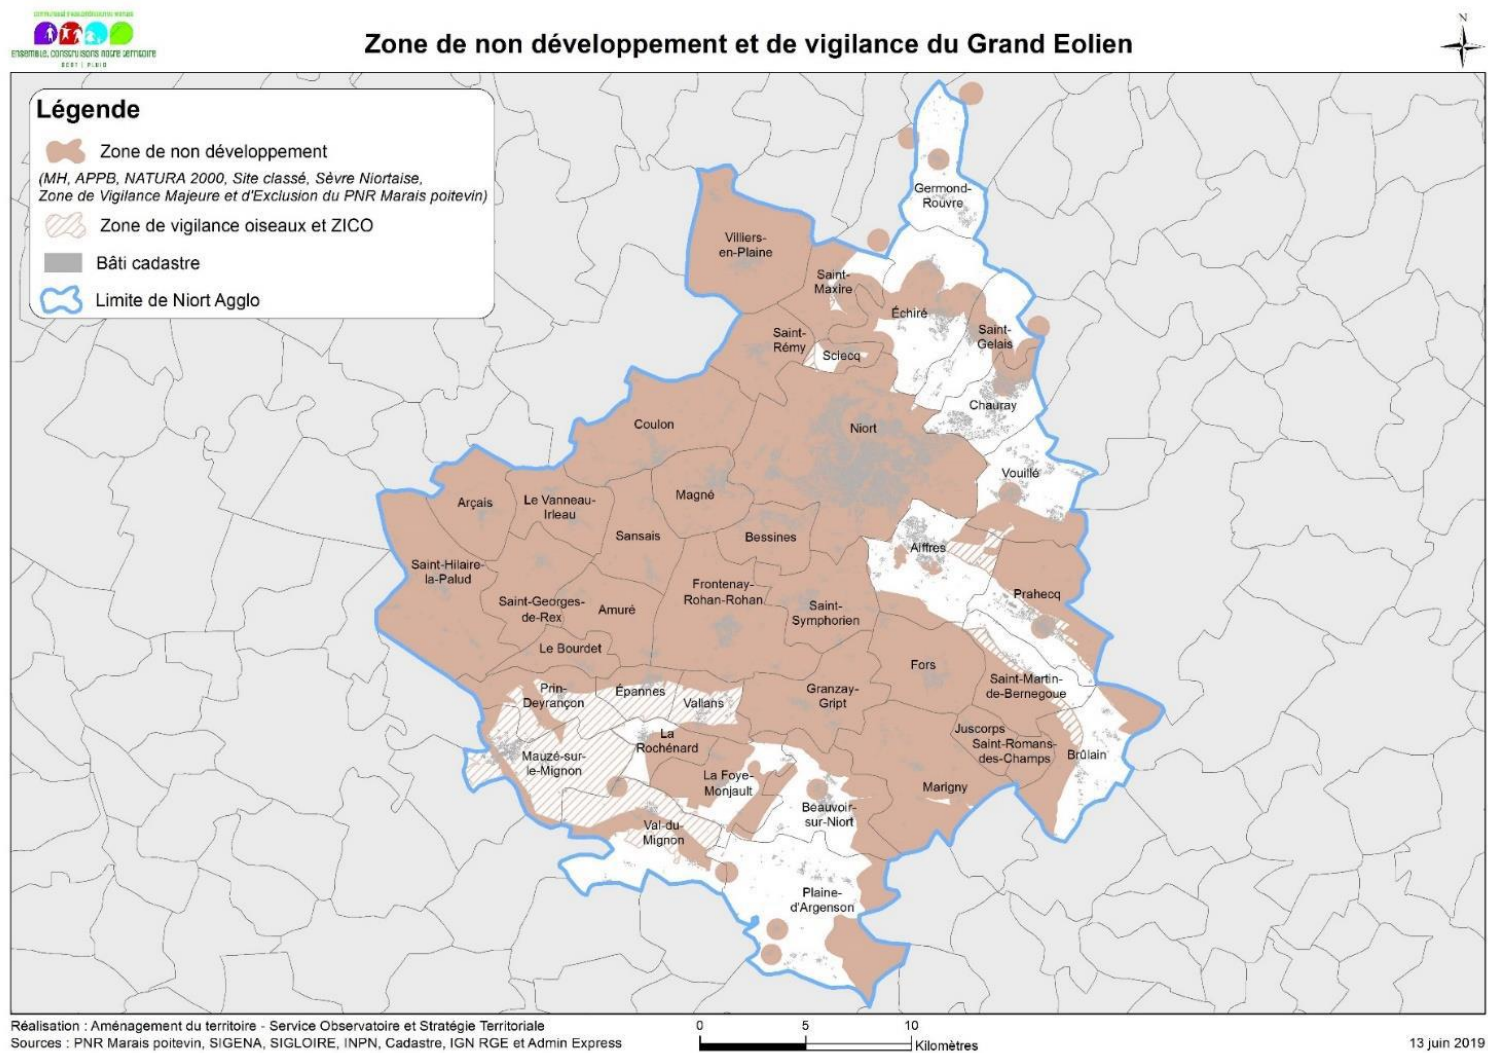 ensemble, construisons notre territoire
SCOT | PLUID
Zone de non développement et de vigilance du Grand Eolien
N
Légende
Zone de non développement
(MH, APPB, NATURA 2000, Site classé, Sèvre Niortaise,
Zone de Vigilance Majeure et d'Exclusion du PNR Marais poitevin)
Zone de vigilance oiseaux et ZICO
Bâti cadastre
Limite de Niort Agglo
Germond-
Rouvre
Villiers-
en-Plaine
Saint-
Maxire
Échiré
Saint-
Rémy
Sciecq
Saint-
Gelais
Chauray
Coulon
Niort
Vouillé
Arçais
Le Vanneau-
Irleau
Magné
Sansais
Bessines
Aiffres
Saint-Hilaire-
la-Palud
Prahecq
Saint-Georges-
de-Rex
Amuré
Frontenay-
Rohan-Rohan
Saint-
Symphorien
Le Bourdet
Fors
Prin-
Deyrançon
Épannes
Vallans
Granzay-
Gript
Saint-Martin-
de-Bernegoue
La
Rochénard
Juscorps
Saint-Romans-
des-Champs
Brûlain
Mauzé-sur-
le-Mignon
La Foye-
Monjault
Marigny
Beauvoir-
sur-Niort
Val-du-
Mignon
Plaine-
d'Argenson
Réalisation : Aménagement du territoire - Service Observatoire et Stratégie Territoriale
Sources : PNR Marais poitevin, SIGENA, SIGLOIRE, INPN, Cadastre, IGN RGE et Admin Express
0 5 10
Kilomètres
13 juin 2019